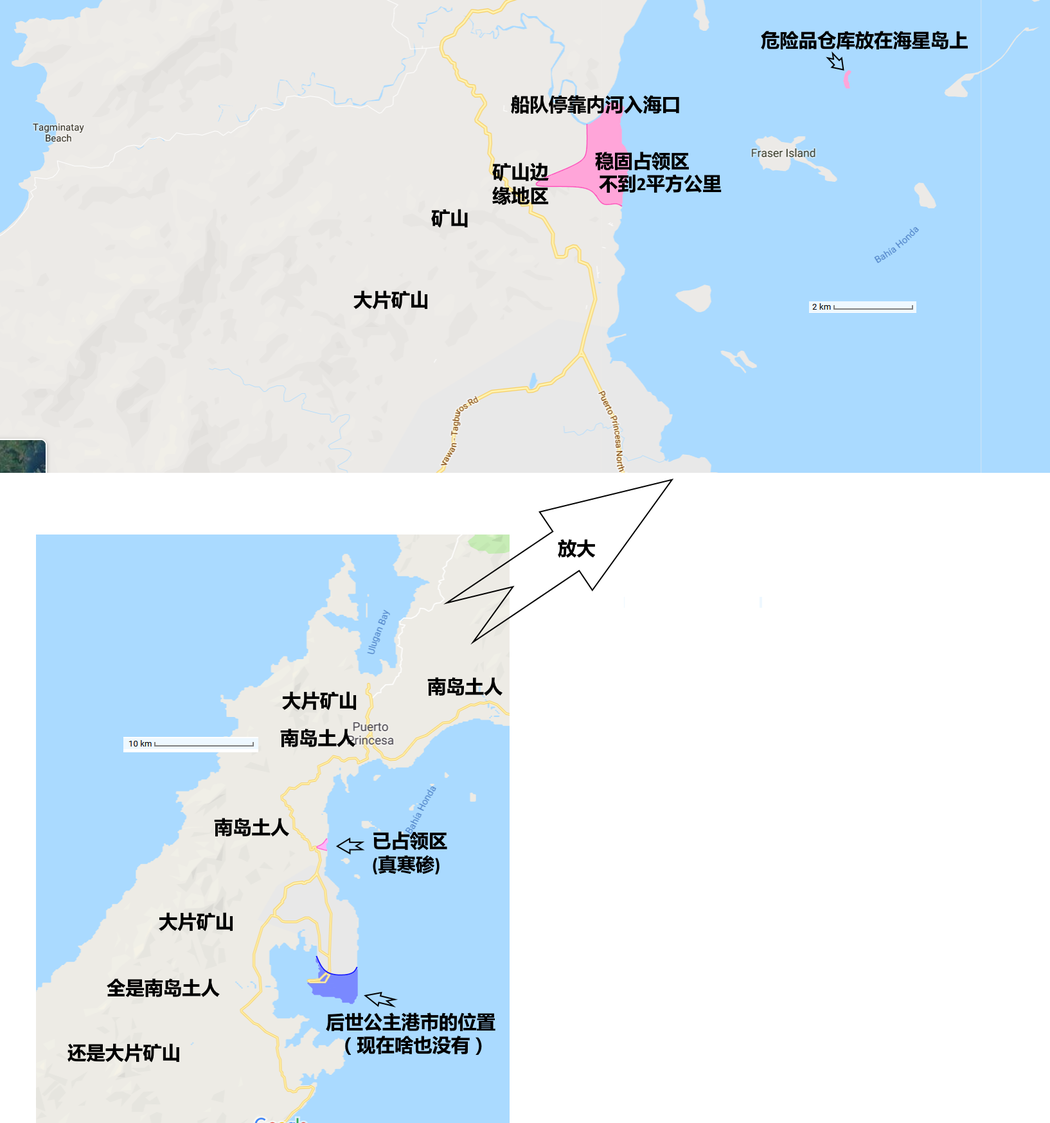 危险品仓库放在海星岛上
船队停靠内河入海口
Tagminatay
Beach
Fraser Island
稳固占领区
不到2平方公里
矿山边
缘地区
矿山
Bahia Honda
大片矿山
2 km
Vawan - Tagburos Rd
Puerto Princesa North
放大
Ulugan Bay
南岛土人
大片矿山
Puerto
Princesa
南岛土人
10 km
Bahia Honda
南岛土人
已占领区
(真寒碜)
大片矿山
全是南岛土人
后世公主港市的位置
（现在啥也没有）
还是大片矿山